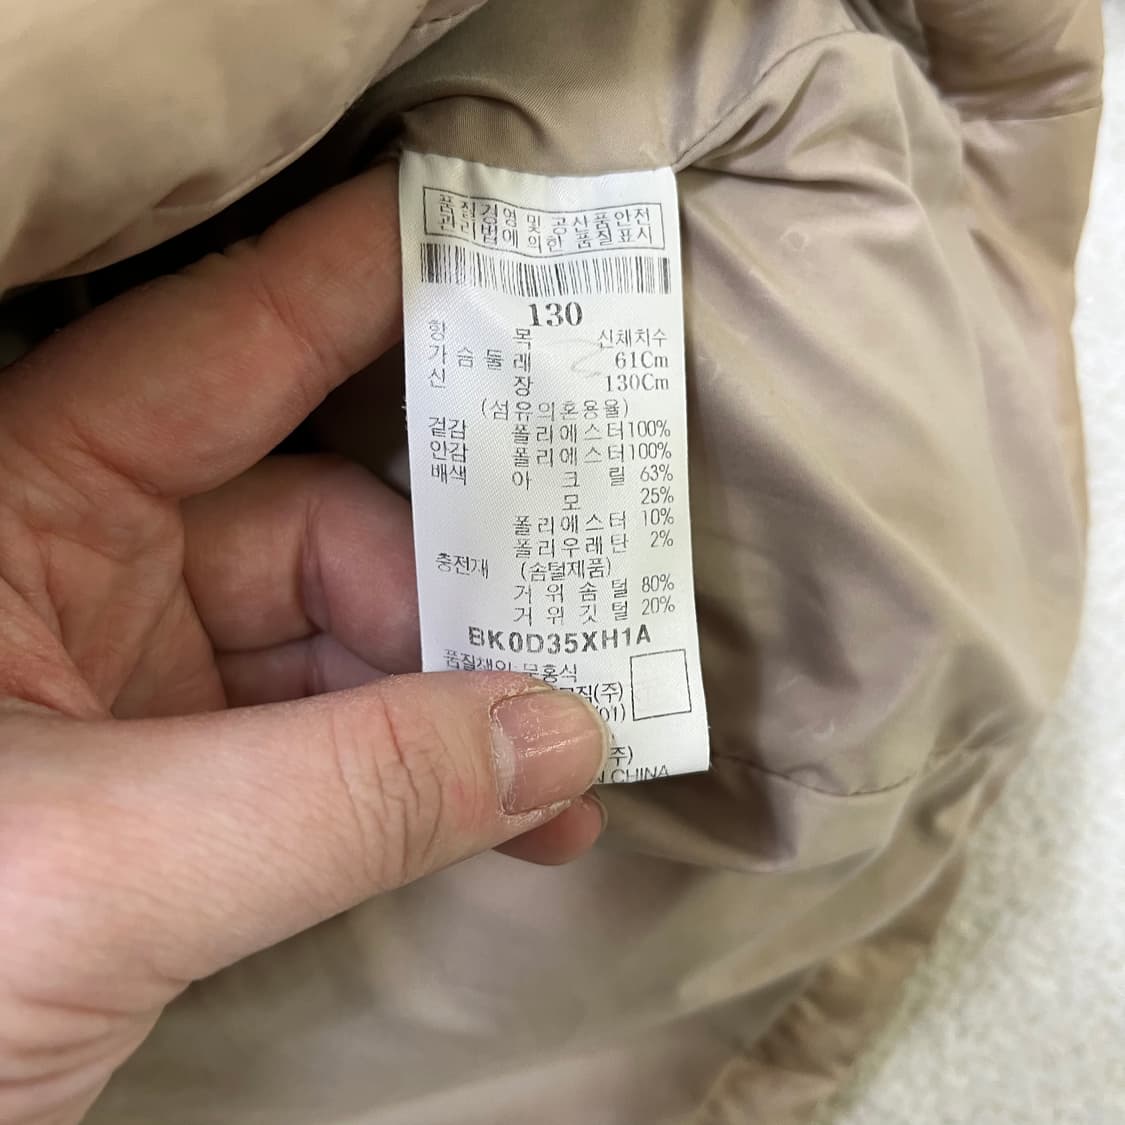 품질경영 및 공산품안전
관리법에 의한 품질표시
130
항 목 신체치수
가슴둘레 61Cm
신 장 130Cm
(섬유의혼용율)
겉감 폴리에스터100%
안감 폴리에스터100%
배색 아크릴 63%
모 25%
폴리에스터 10%
폴리우레탄 2%
충전재 (솜털제품)
거위솜털 80%
거위깃털 20%
BK0D35XH1A
(주)
01)
주)
CHINA